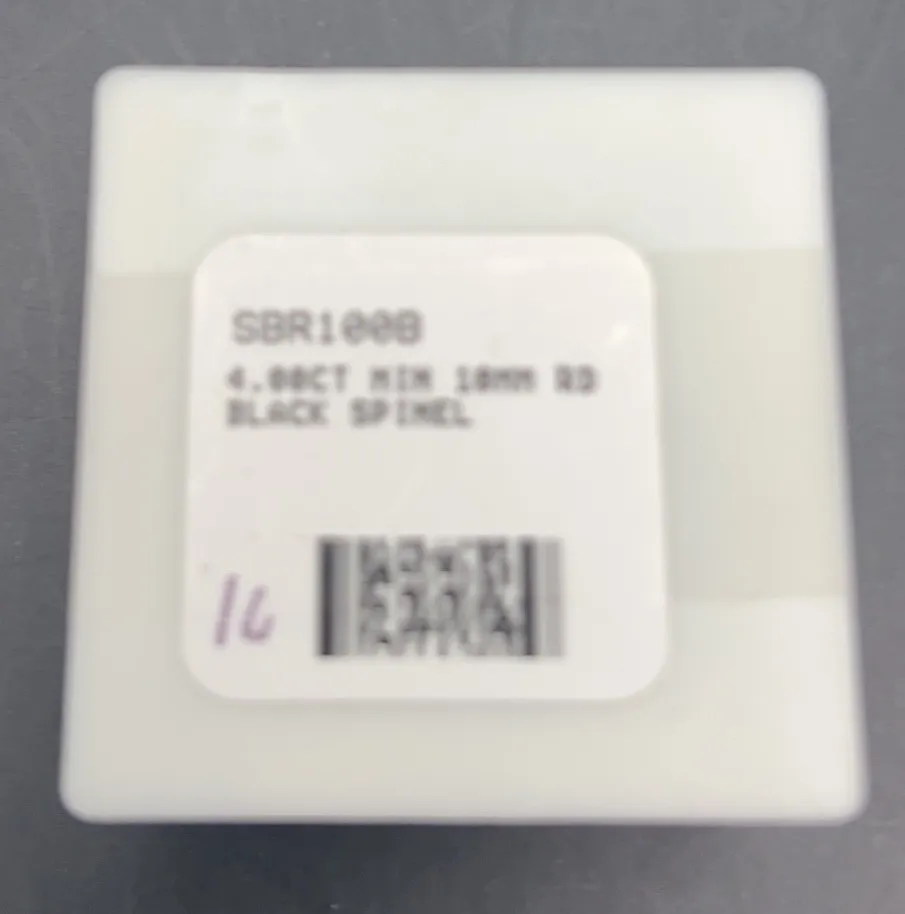 SBR100B
4.00CT MIN 10MM RD
BLACK SPINEL
16